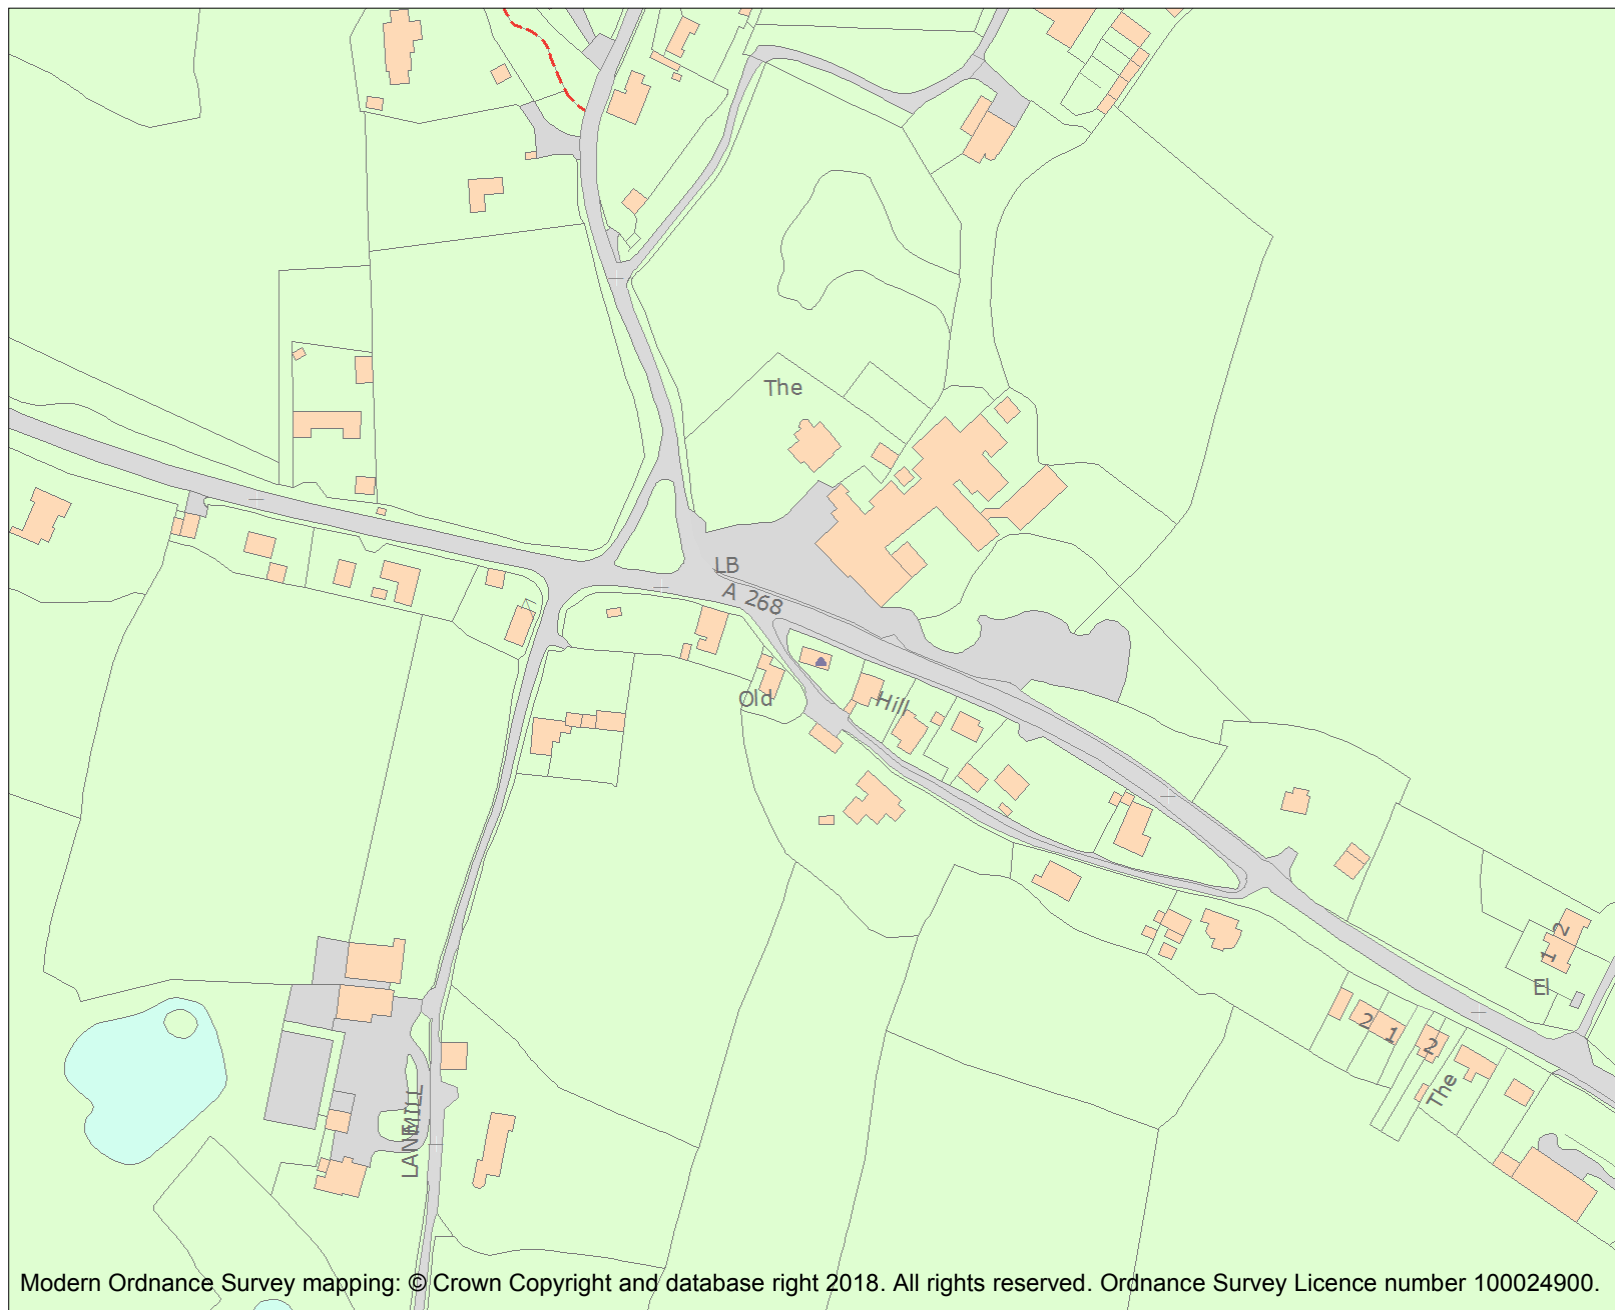 The
LB
A 268
Old
Hill
2
1
El
2
1
2
The
MILL
LANE
Modern Ordnance Survey mapping: © Crown Copyright and database right 2018. All rights reserved. Ordnance Survey Licence number 100024900.